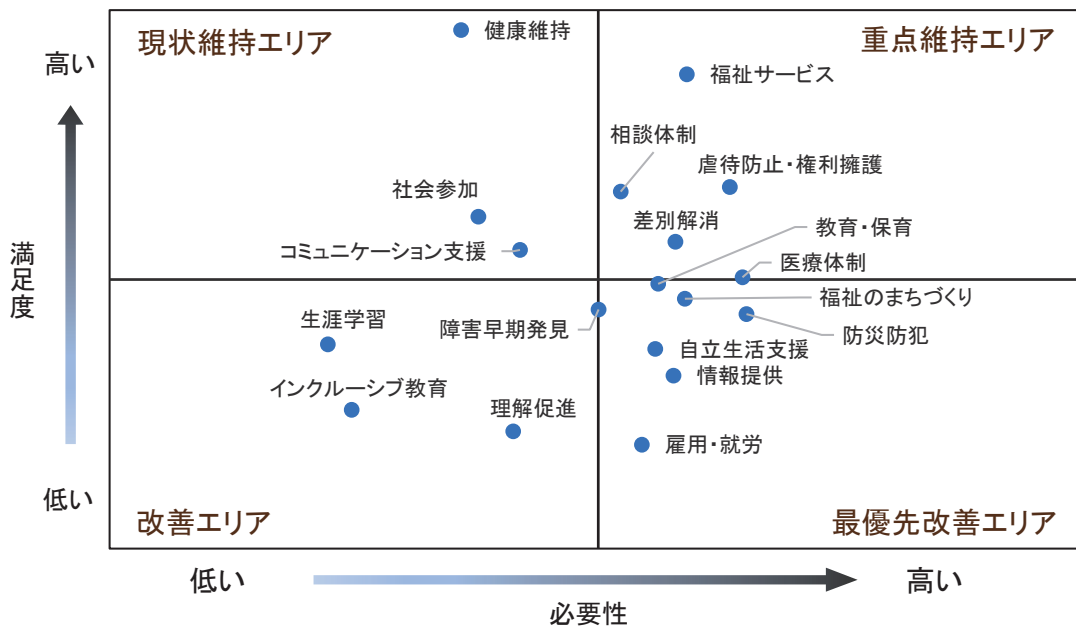 現状維持エリア
健康維持
重点維持エリア
高い
福祉サービス
相談体制
虐待防止・権利擁護
社会参加
差別解消
教育・保育
コミュニケーション支援
医療体制
満足度
福祉のまちづくり
生涯学習
障害早期発見
防災防犯
自立生活支援
情報提供
インクルーシブ教育
理解促進
雇用・就労
低い
改善エリア
最優先改善エリア
低い
高い
必要性